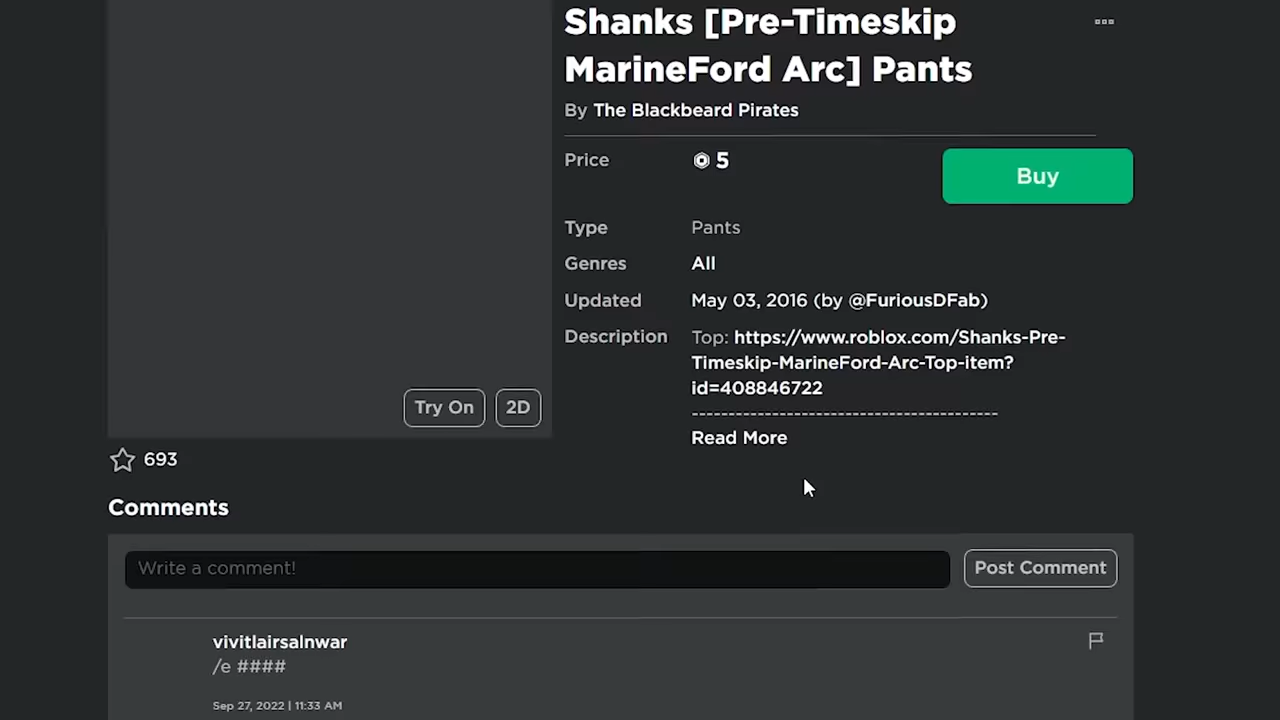 Shanks [Pre-Timeskip
MarineFord Arc] Pants
By The Blackbeard Pirates
Price 5
Buy
Type Pants
Genres All
Updated May 03, 2016 (by @FuriousDFab)
Description Top: https://www.roblox.com/Shanks-Pre-
Timeskip-MarineFord-Arc-Top-item?
id=408846722
------------------------------------------
Read More
Try On 2D
693
Comments
Write a comment!
Post Comment
vivitlairsalnwar
/e ####
Sep 27, 2022 | 11:33 AM